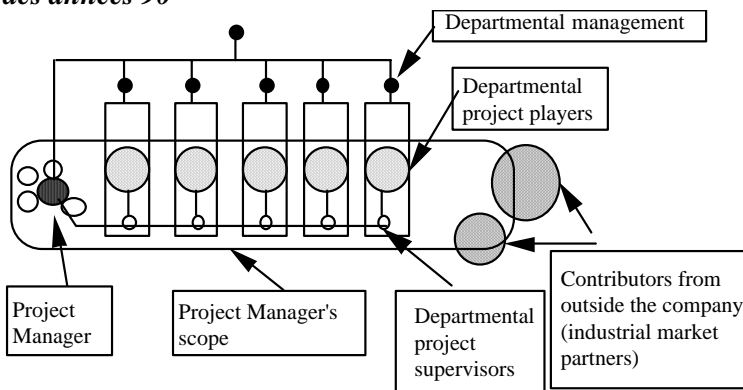 des années 90
Departmental management
Departmental
project players
Project
Manager
Project Manager's
scope
Departmental
project
supervisors
Contributors from
outside the company
(industrial market
partners)